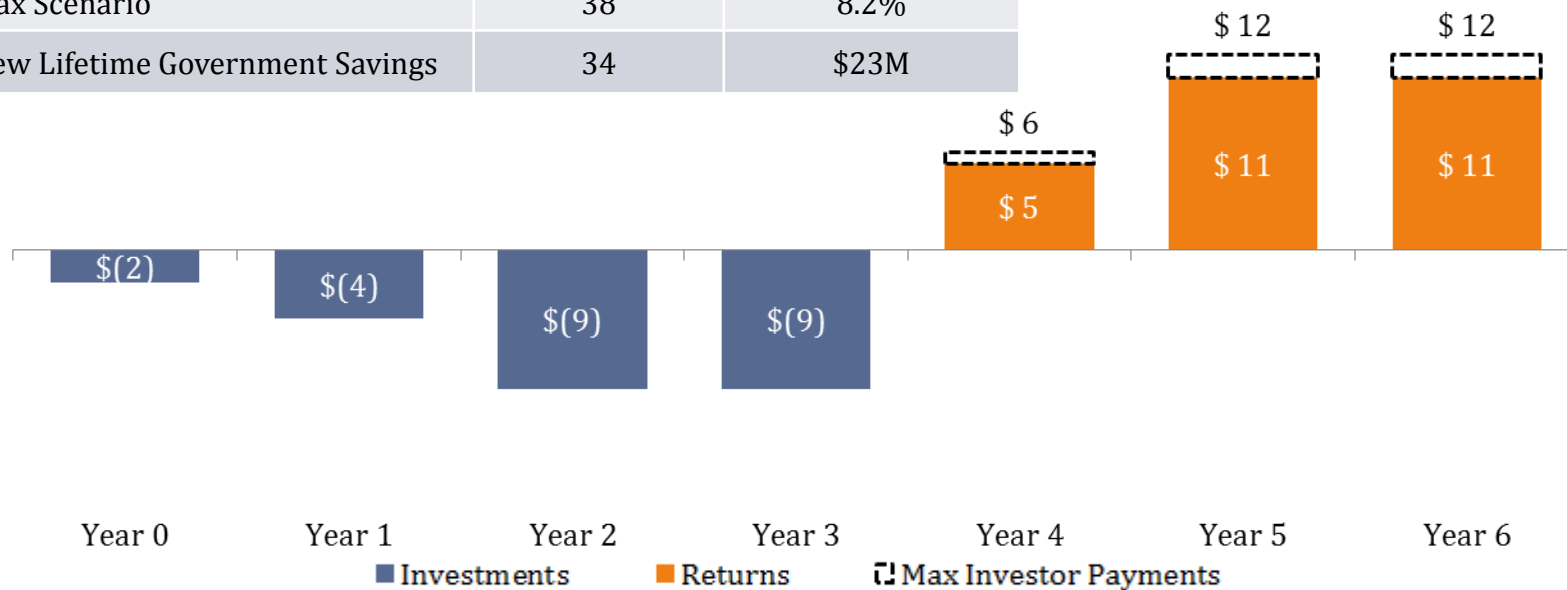 Scenario 38 8.2%
Lifetime Government Savings 34 $23M
$ 12 $ 12
$ 6
$ 11 $ 11
$ 5
$(2)
$(4)
$(9) $(9)
Year 0 Year 1 Year 2 Year 3 Year 4 Year 5 Year 6
Investments Returns Max Investor Payments